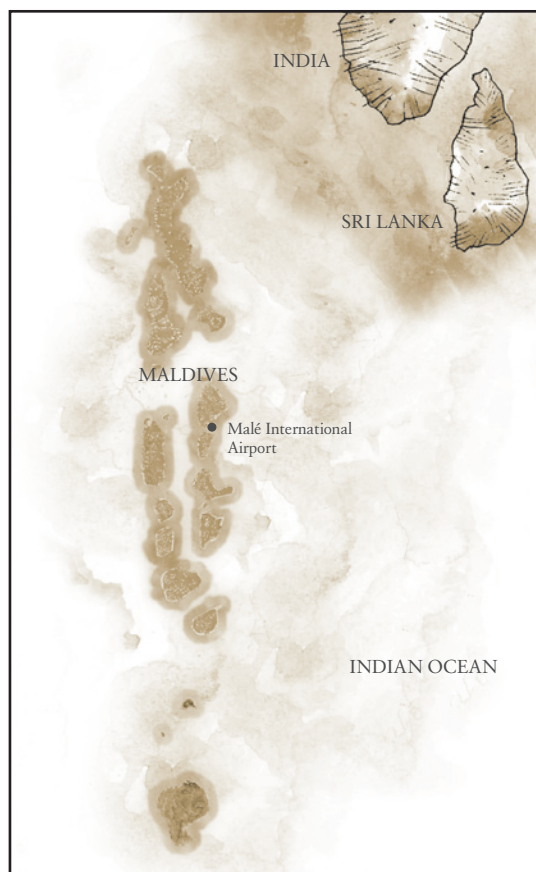 INDIA
SRI LANKA
MALDIVES
Malé International
Airport
INDIAN OCEAN